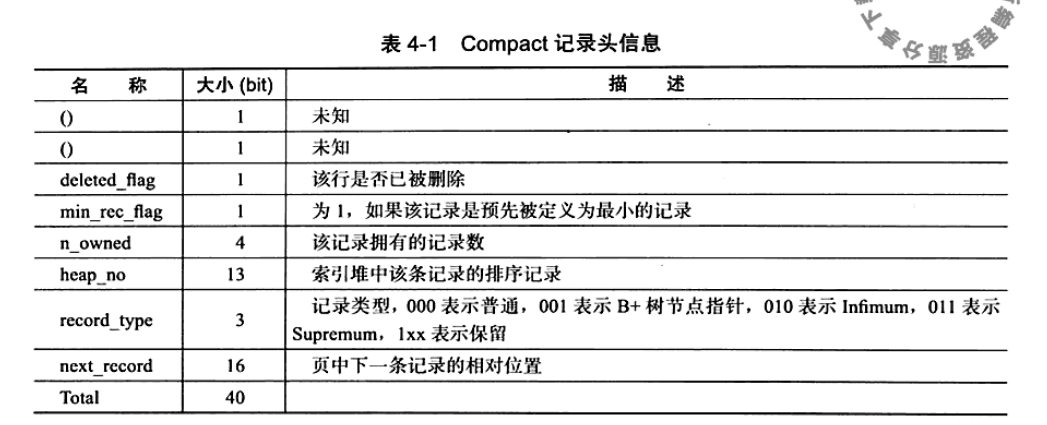 表 4-1 Compact 记录头信息
名 称 大小 (bit) 描 述
() 1 未知
() 1 未知
deleted_flag 1 该行是否已被删除
min_rec_flag 1 为 1，如果该记录是预先被定义为最小的记录
n_owned 4 该记录拥有的记录数
heap_no 13 索引堆中该条记录的排序记录
record_type 3 记录类型，000 表示普通，001 表示 B+ 树节点指针，010 表示 Infimum，011 表示
Supremum，1xx 表示保留
next_record 16 页中下一条记录的相对位置
Total 40
享分源资程